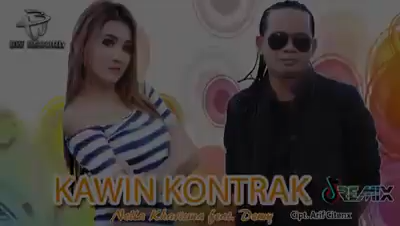 KAWIN KONTRAK
REMIX
Nella Kharisma feat. Demy
Cipt. Arif Citenx